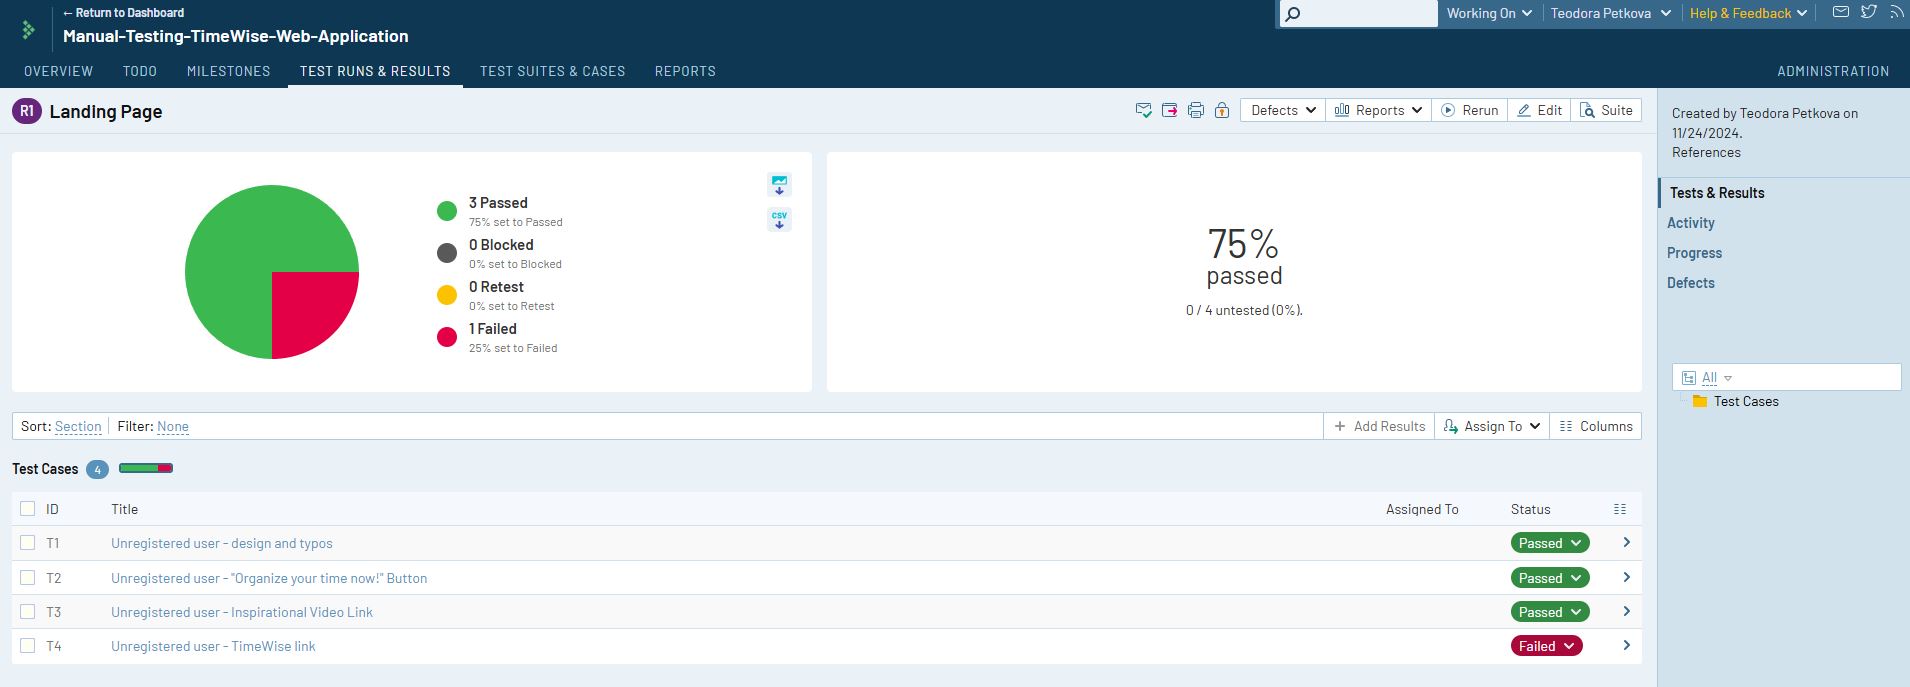 ← Return to Dashboard
Manual-Testing-TimeWise-Web-Application
Working On
Teodora Petkova
Help & Feedback
OVERVIEW
TODO
MILESTONES
TEST RUNS & RESULTS
TEST SUITES & CASES
REPORTS
ADMINISTRATION
R1 Landing Page
Defects
Reports
Rerun
Edit
Suite
3 Passed
75% set to Passed
0 Blocked
0% set to Blocked
0 Retest
0% set to Retest
1 Failed
25% set to Failed
CSV
75%
passed
0 / 4 untested (0%).
Created by Teodora Petkova on
11/24/2024.
References
Tests & Results
Activity
Progress
Defects
All
Test Cases
Sort: Section
Filter: None
+ Add Results
Assign To
Columns
Test Cases 4
ID Title Assigned To Status
T1 Unregistered user - design and typos Passed
T2 Unregistered user - "Organize your time now!" Button Passed
T3 Unregistered user - Inspirational Video Link Passed
T4 Unregistered user - TimeWise link Failed